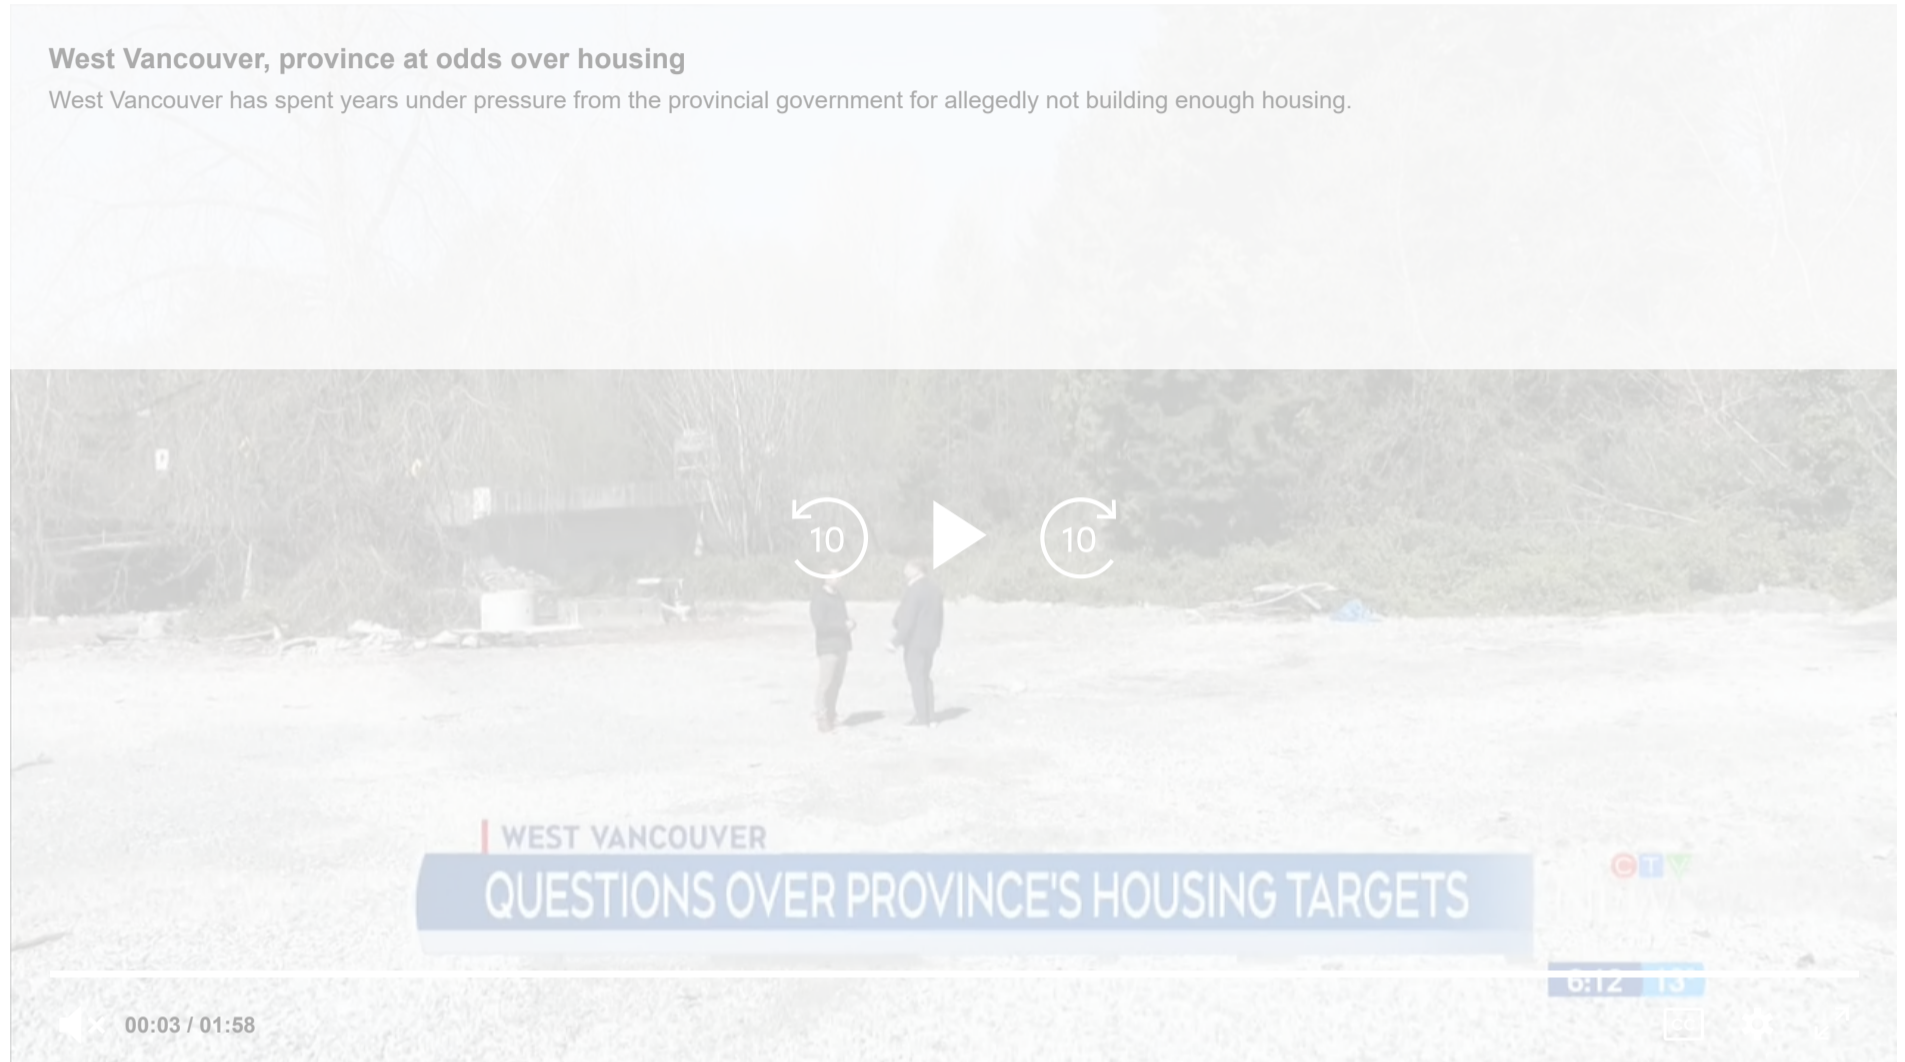 West Vancouver, province at odds over housing
West Vancouver has spent years under pressure from the provincial government for allegedly not building enough housing.
10
10
WEST VANCOUVER
QUESTIONS OVER PROVINCE'S HOUSING TARGETS
CTV
6:12 13°
00:03 / 01:58